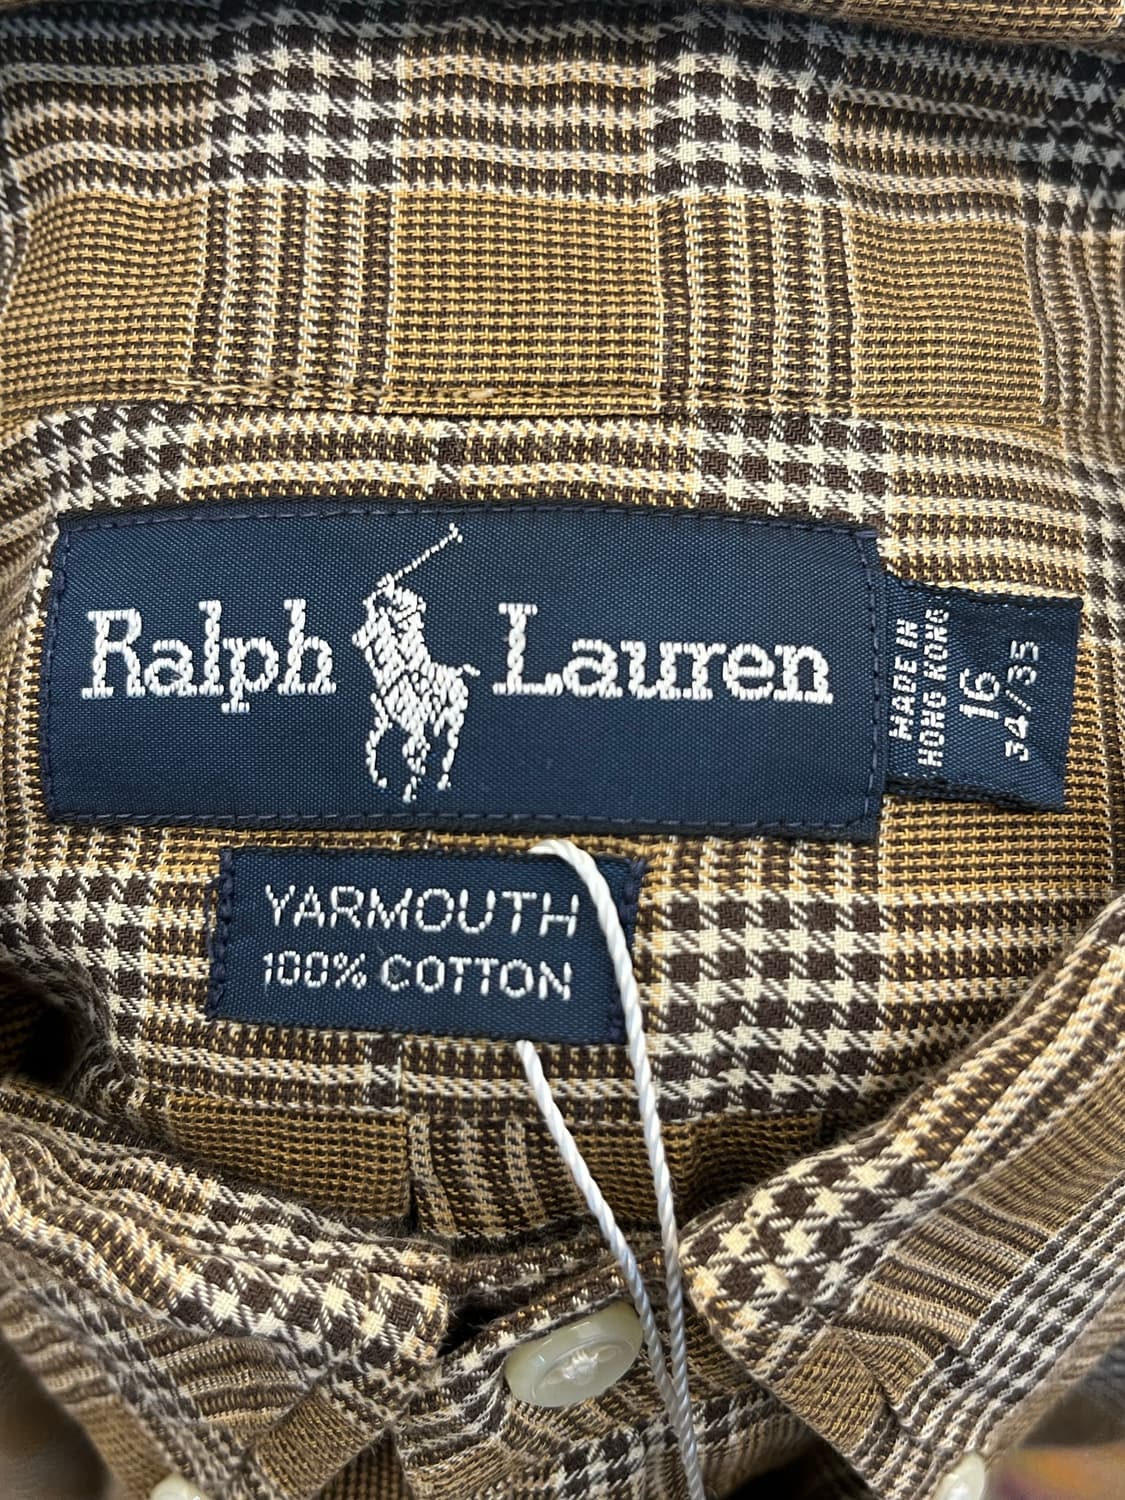 Ralph Lauren
MADE IN
HONG KONG
16
34/35
YARMOUTH
100% COTTON